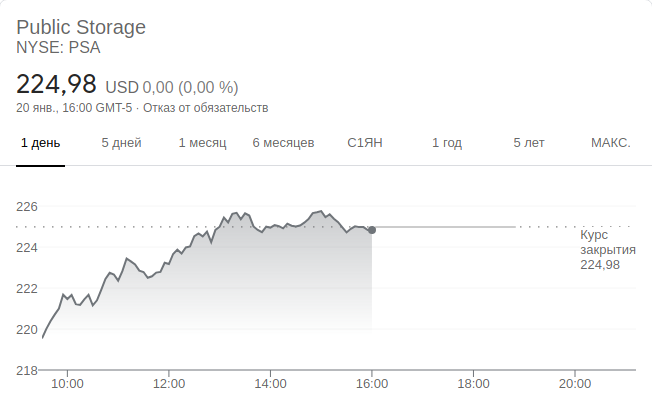 Public Storage
NYSE: PSA
224,98 USD 0,00 (0,00 %)
20 янв., 16:00 GMT-5 · Отказ от обязательств
1 день 5 дней 1 месяц 6 месяцев С1ЯН 1 год 5 лет МАКС.
226
224
222
220
218
Курс
закрытия
224,98
10:00 12:00 14:00 16:00 18:00 20:00